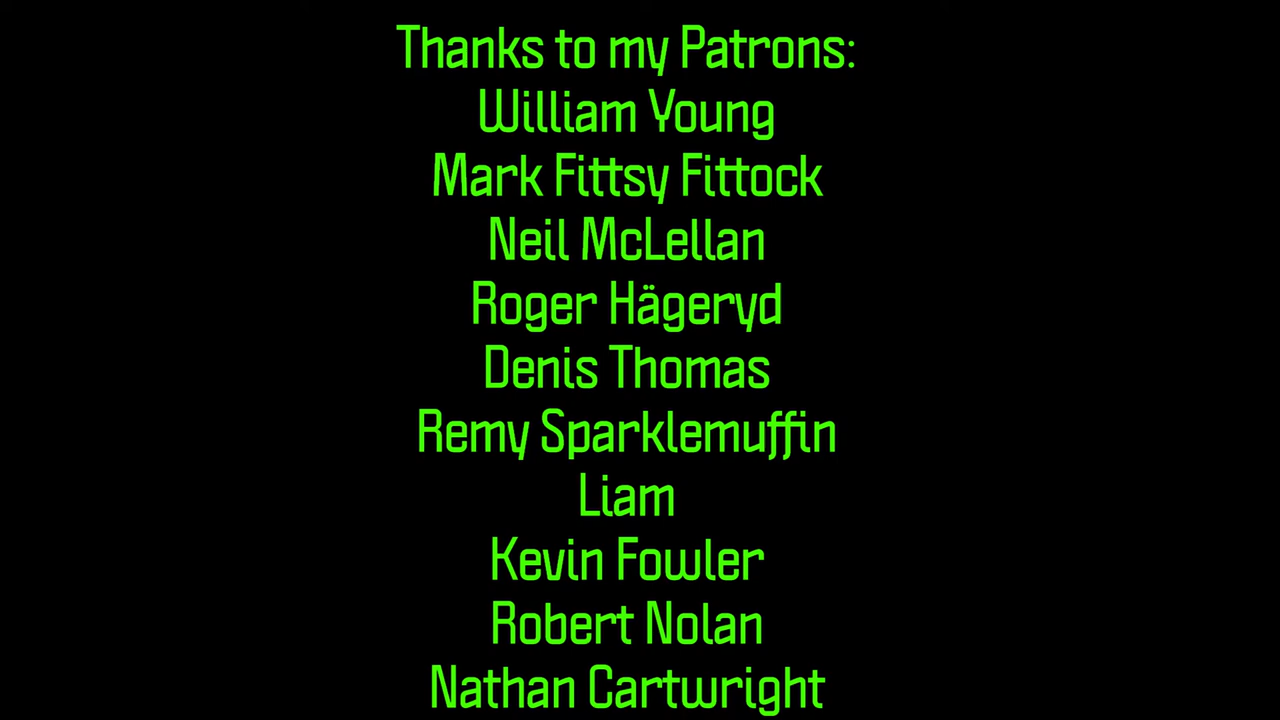 Thanks to my Patrons:
William Young
Mark Fittsy Fittock
Neil McLellan
Roger Hägeryd
Denis Thomas
Remy Sparklemuffin
Liam
Kevin Fowler
Robert Nolan
Nathan Cartwright